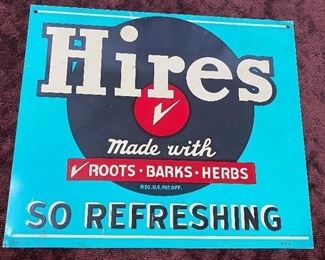 Hires
Made with
ROOTS · BARKS · HERBS
REG. U.S. PAT. OFF.
SO REFRESHING